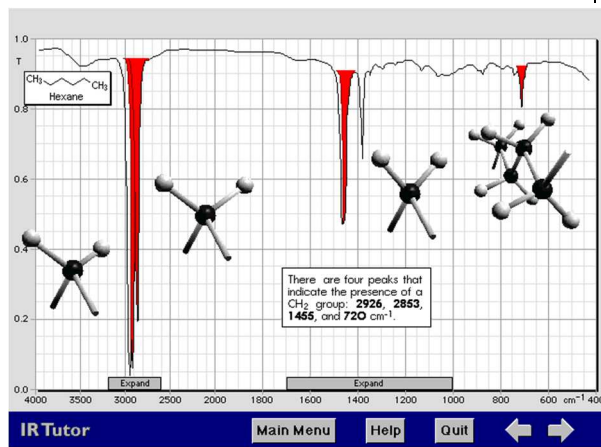 1.0
T
CH₃ CH₃
Hexane
0.8
0.6
0.4
There are four peaks that
indicate the presence of a
CH₂ group: 2926, 2853,
1455, and 720 cm⁻¹.
0.2
0.0
Expand Expand
4000 3500 3000 2500 2000 1800 1600 1400 1200 1000 800 600 cm⁻¹ 400
IR Tutor Main Menu Help Quit